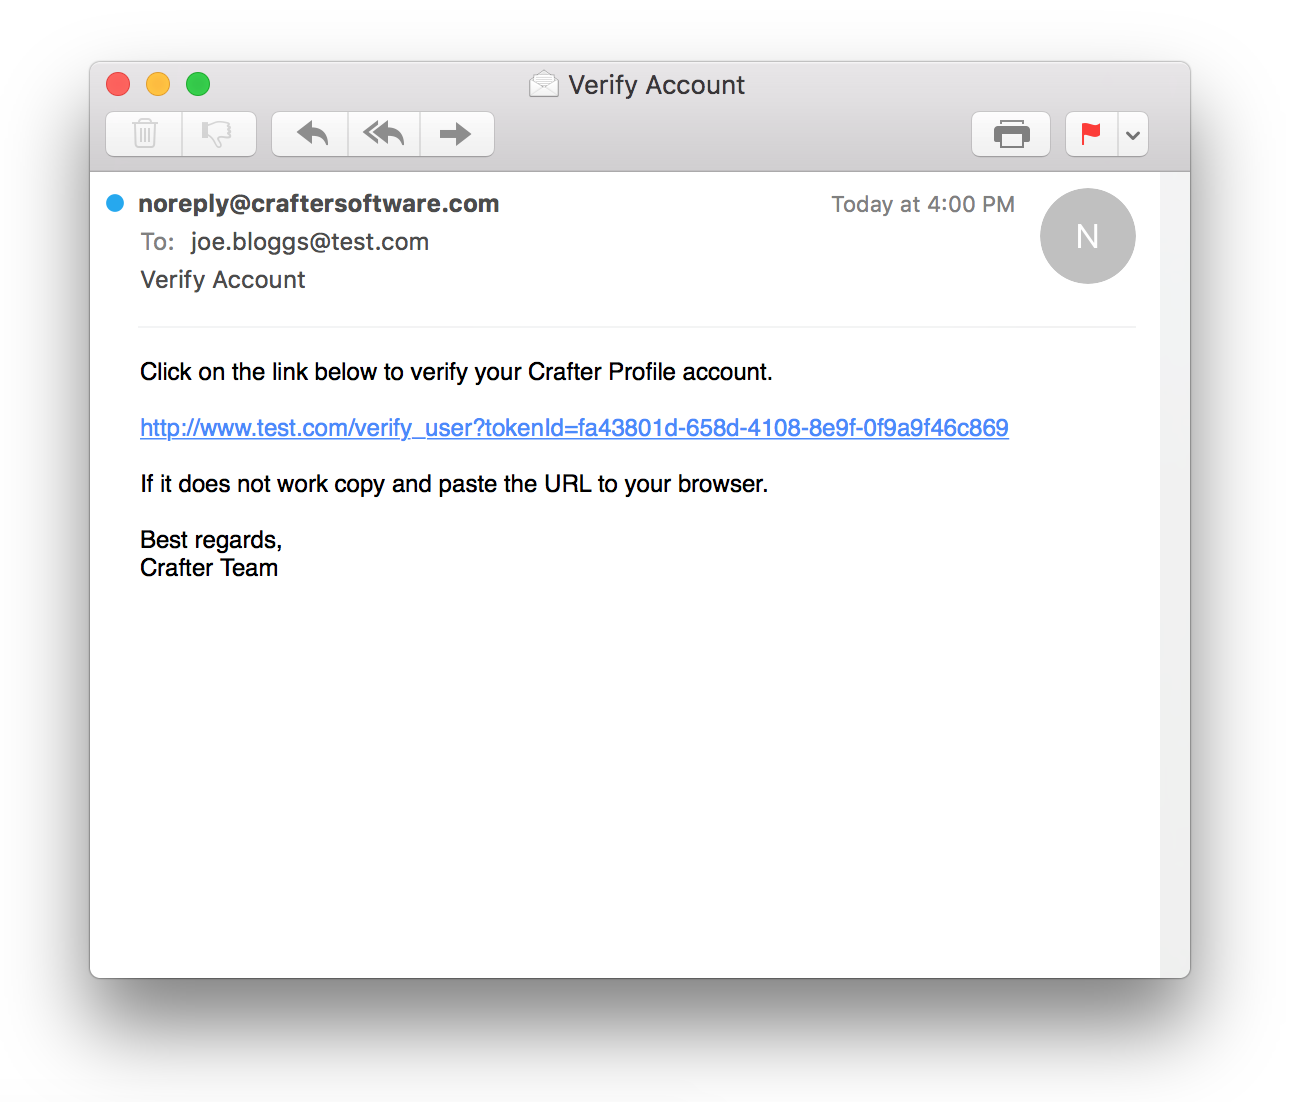 Verify Account
noreply@craftersoftware.com
Today at 4:00 PM
N
To: joe.bloggs@test.com
Verify Account
Click on the link below to verify your Crafter Profile account.
http://www.test.com/verify_user?tokenId=fa43801d-658d-4108-8e9f-0f9a9f46c869
If it does not work copy and paste the URL to your browser.
Best regards,
Crafter Team